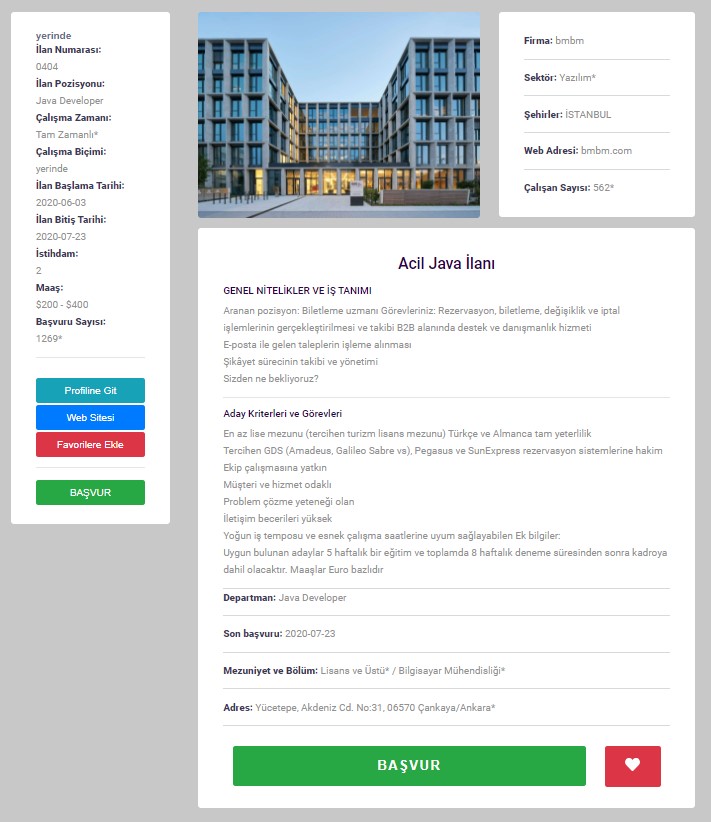 yerinde
İlan Numarası:
0404
İlan Pozisyonu:
Java Developer
Çalışma Zamanı:
Tam Zamanlı*
Çalışma Biçimi:
yerinde
İlan Başlama Tarihi:
2020-06-03
İlan Bitiş Tarihi:
2020-07-23
İstihdam:
2
Maaş:
$200 - $400
Başvuru Sayısı:
1269*
Profiline Git
Web Sitesi
Favorilere Ekle
BAŞVUR
Firma: bmbm
Sektör: Yazılım*
Şehirler: İSTANBUL
Web Adresi: bmbm.com
Çalışan Sayısı: 562*
Acil Java İlanı
GENEL NİTELİKLER VE İŞ TANIMI
Aranan pozisyon: Biletleme uzmanı Görevleriniz: Rezervasyon, biletleme, değişiklik ve iptal
işlemlerinin gerçekleştirilmesi ve takibi B2B alanında destek ve danışmanlık hizmeti
E-posta ile gelen taleplerin işleme alınması
Şikâyet sürecinin takibi ve yönetimi
Sizden ne bekliyoruz?
Aday Kriterleri ve Görevleri
En az lise mezunu (tercihen turizm lisans mezunu) Türkçe ve Almanca tam yeterlilik
Tercihen GDS (Amadeus, Galileo Sabre vs), Pegasus ve SunExpress rezervasyon sistemlerine hakim
Ekip çalışmasına yatkın
Müşteri ve hizmet odaklı
Problem çözme yeteneği olan
İletişim becerileri yüksek
Yoğun iş temposu ve esnek çalışma saatlerine uyum sağlayabilen Ek bilgiler:
Uygun bulunan adaylar 5 haftalık bir eğitim ve toplamda 8 haftalık deneme süresinden sonra kadroya
dahil olacaktır. Maaşlar Euro bazlıdır
Departman: Java Developer
Son başvuru: 2020-07-23
Mezuniyet ve Bölüm: Lisans ve Üstü* / Bilgisayar Mühendisliği*
Adres: Yücetepe, Akdeniz Cd. No:31, 06570 Çankaya/Ankara*
BAŞVUR